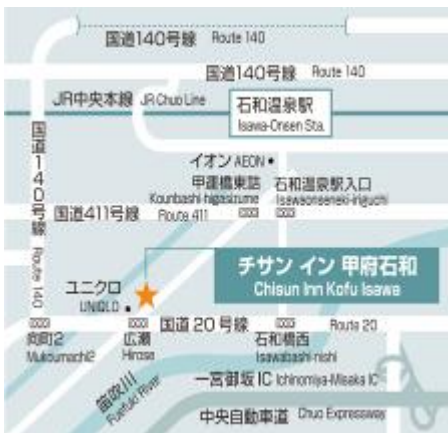 国道140号線 Route 140
国道140号線 Route 140
JR中央本線 JR Chuo Line
石和温泉駅
Isawa-Onsen Sta.
国道140号線 Route 140
イオン AEON
甲運橋東詰
Kounbashi-higasizume
石和温泉駅入口
Isawaonseneki-iriguchi
国道411号線 Route 411
チサン イン 甲府石和
Chisun Inn Kofu Isawa
ユニクロ
UNIQLO
国道20号線 Route 20
向町2
Mukoumachi2
広瀬
Hirose
石和橋西
Isawabashi-nishi
笛吹川
Fuefuki River
一宮御坂 IC Ichinomiya-Misaka IC
中央自動車道 Chuo Expressway